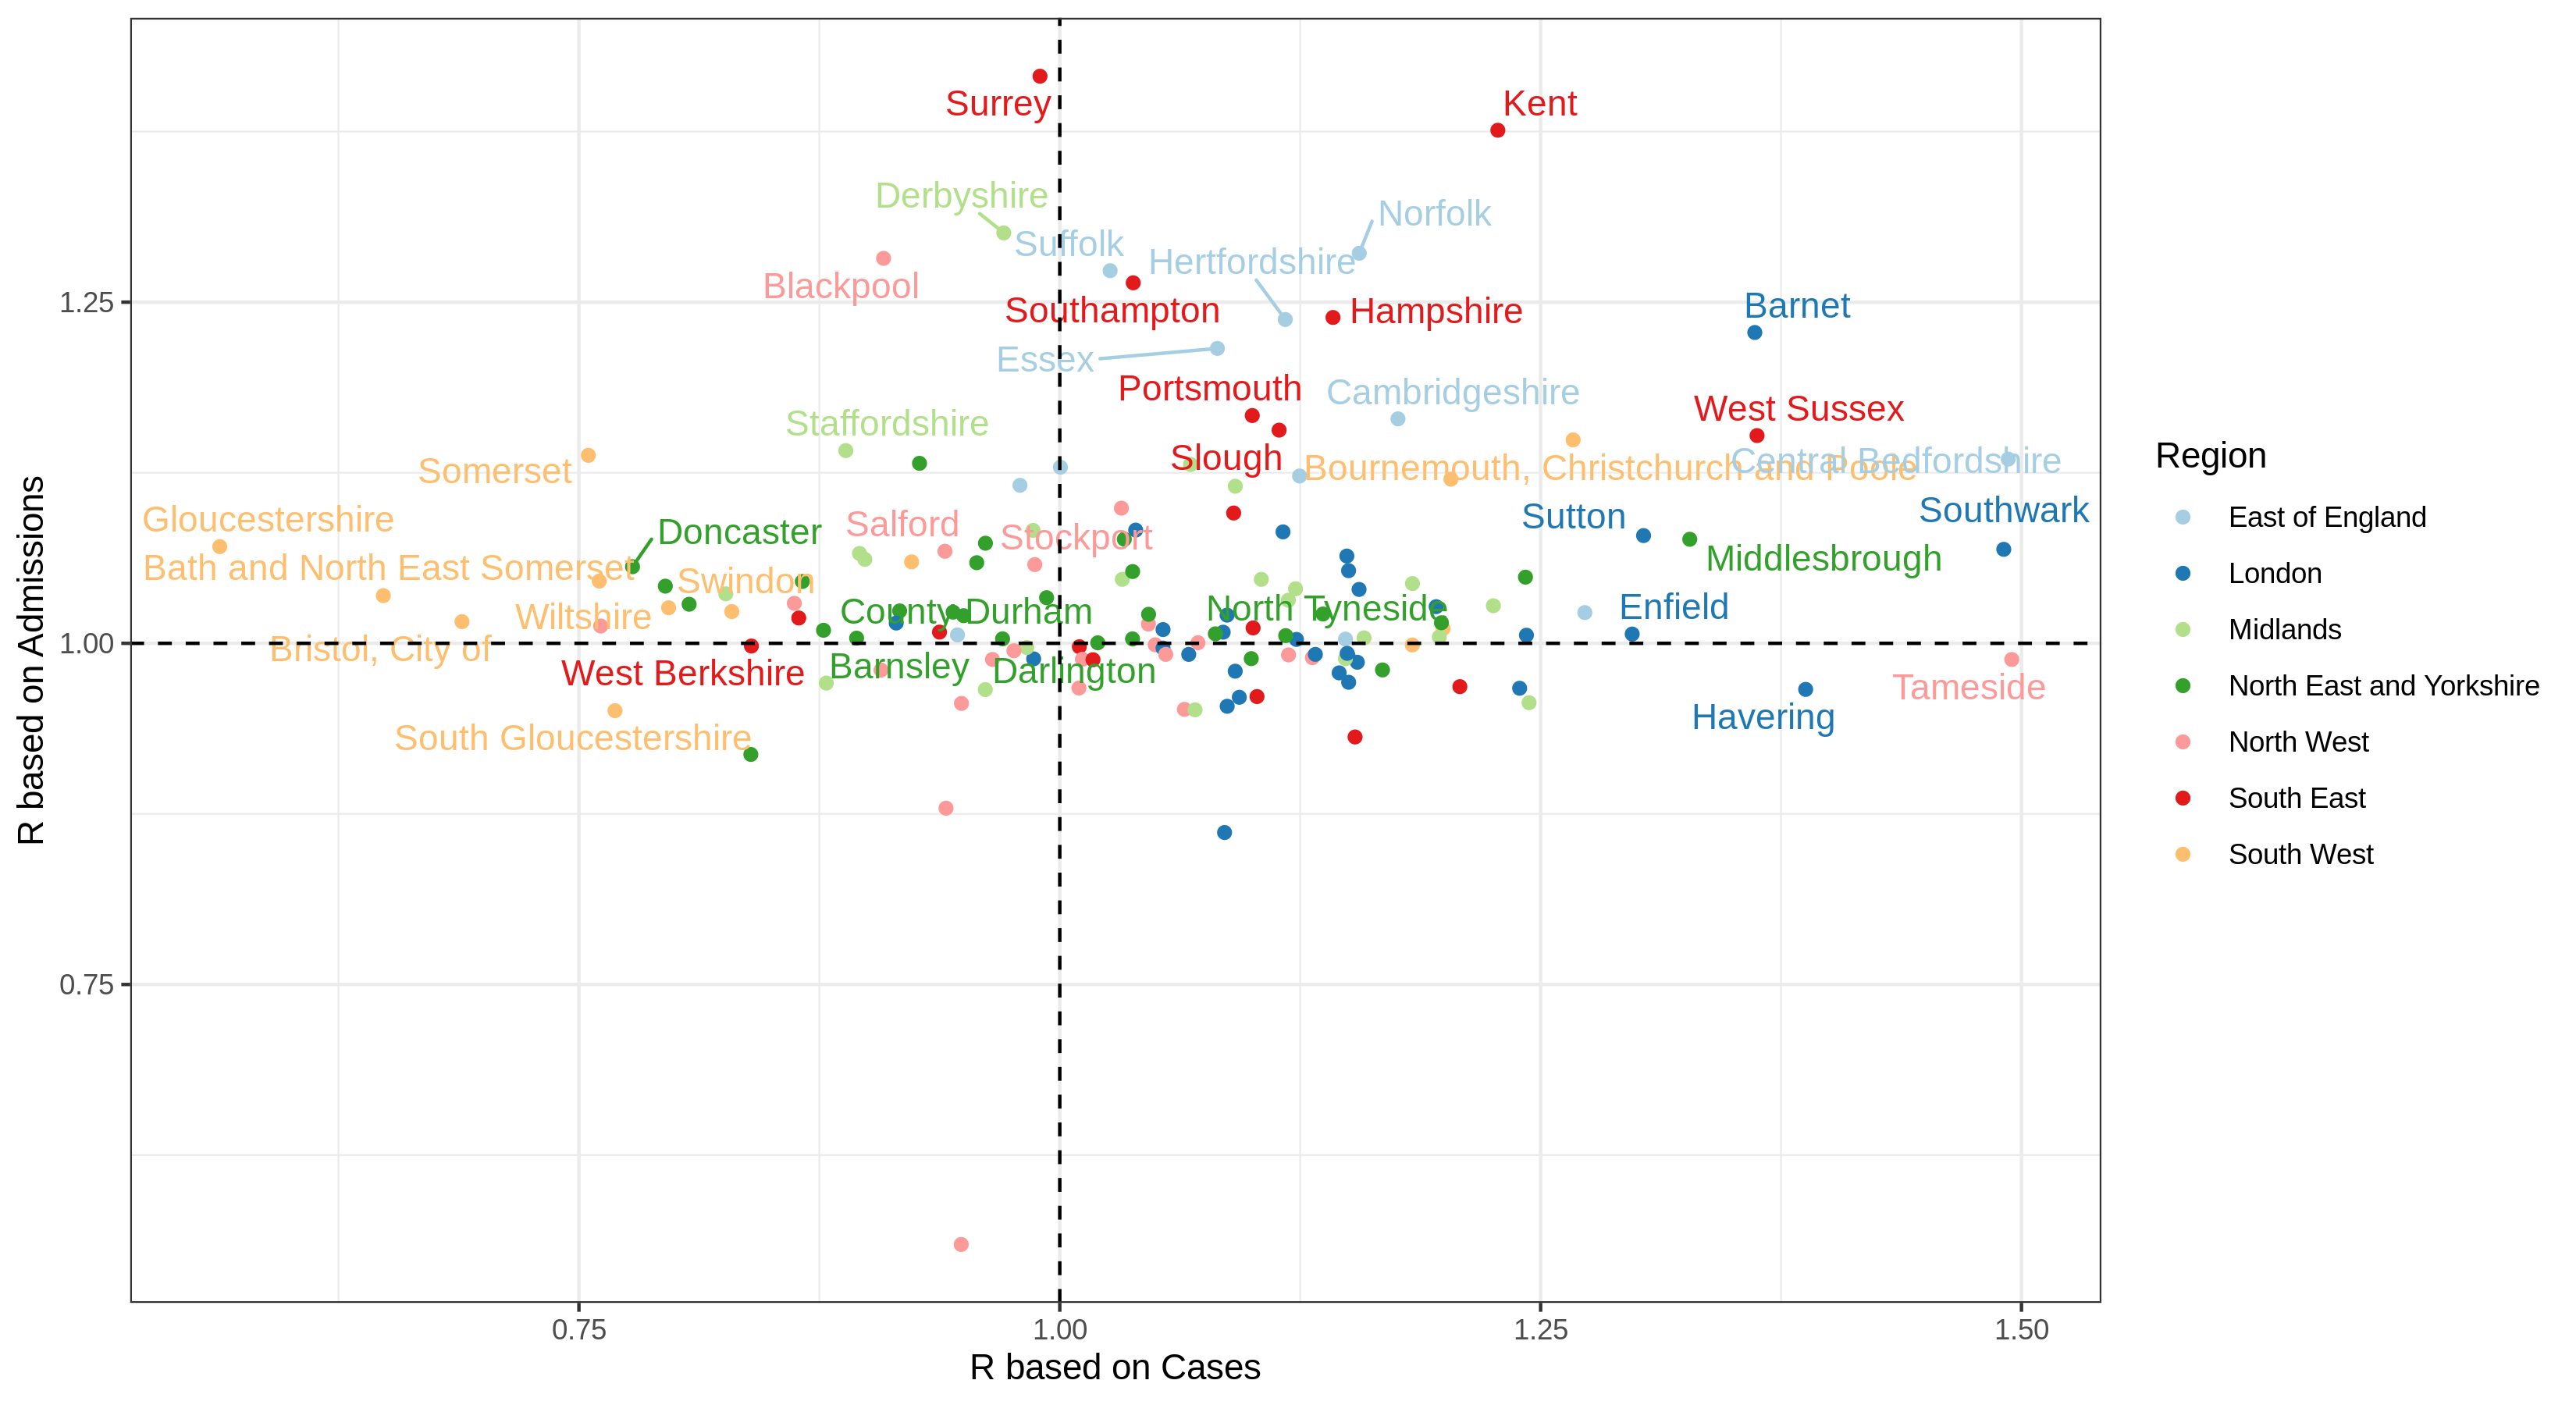 Surrey
Kent
Derbyshire
Norfolk
Suffolk
Hertfordshire
Blackpool
1.25
Southampton
Hampshire
Barnet
Essex
Portsmouth
Cambridgeshire
West Sussex
Staffordshire
Somerset
Slough
Bournemouth, Christchurch and Poole
Central Bedfordshire
Gloucestershire
Doncaster
Salford
Stockport
Sutton
Southwark
Bath and North East Somerset
Swindon
Middlesbrough
Wiltshire
County Durham
North Tyneside
Enfield
1.00
Bristol, City of
West Berkshire
Barnsley
Darlington
Tameside
Havering
South Gloucestershire
0.75
R based on Admissions
0.75
1.00
1.25
1.50
R based on Cases
Region
East of England
London
Midlands
North East and Yorkshire
North West
South East
South West